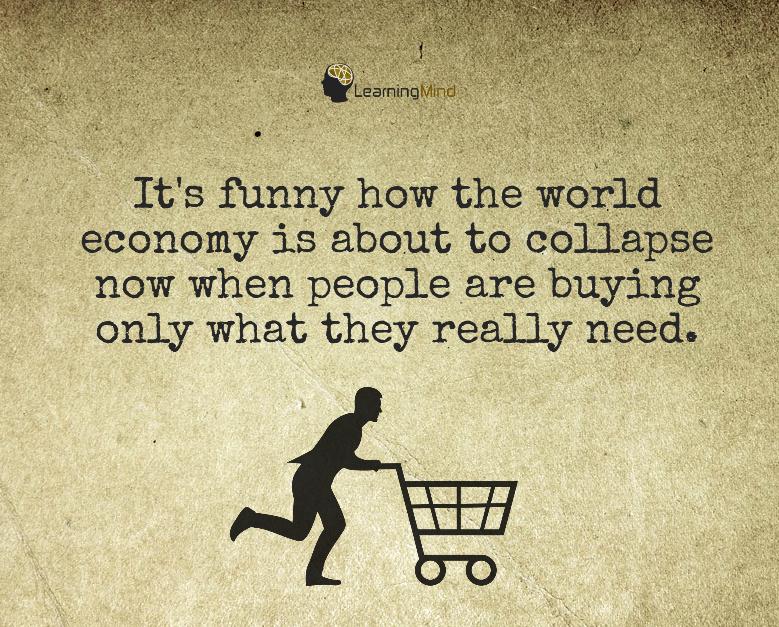 LearningMind
It's funny how the world
economy is about to collapse
now when people are buying
only what they really need.